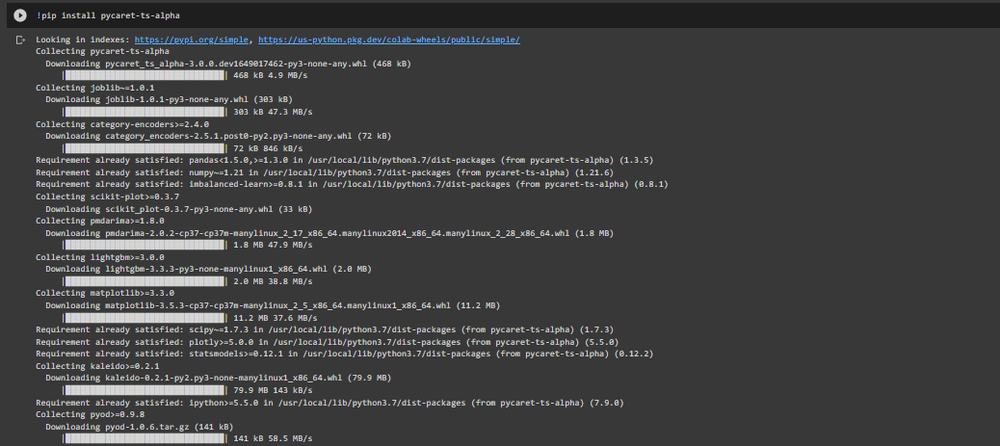 !pip install pycaret-ts-alpha
Looking in indexes: https://pypi.org/simple, https://us-python.pkg.dev/colab-wheels/public/simple/
Collecting pycaret-ts-alpha
Downloading pycaret_ts_alpha-3.0.0.dev1649017462-py3-none-any.whl (468 kB)
|████████████████████████████████| 468 kB 4.9 MB/s
Collecting joblib~=1.0.1
Downloading joblib-1.0.1-py3-none-any.whl (303 kB)
|████████████████████████████████| 303 kB 47.3 MB/s
Collecting category-encoders>=2.4.0
Downloading category_encoders-2.5.1.post0-py2.py3-none-any.whl (72 kB)
|████████████████████████████████| 72 kB 846 kB/s
Requirement already satisfied: pandas<1.5.0,>=1.3.0 in /usr/local/lib/python3.7/dist-packages (from pycaret-ts-alpha) (1.3.5)
Requirement already satisfied: numpy~=1.21 in /usr/local/lib/python3.7/dist-packages (from pycaret-ts-alpha) (1.21.6)
Requirement already satisfied: imbalanced-learn>=0.8.1 in /usr/local/lib/python3.7/dist-packages (from pycaret-ts-alpha) (0.8.1)
Collecting scikit-plot>=0.3.7
Downloading scikit_plot-0.3.7-py3-none-any.whl (33 kB)
Collecting pmdarima>=1.8.0
Downloading pmdarima-2.0.2-cp37-cp37m-manylinux_2_17_x86_64.manylinux2014_x86_64.manylinux_2_28_x86_64.whl (1.8 MB)
|████████████████████████████████| 1.8 MB 47.9 MB/s
Collecting lightgbm>=3.0.0
Downloading lightgbm-3.3.3-py3-none-manylinux1_x86_64.whl (2.0 MB)
|████████████████████████████████| 2.0 MB 38.8 MB/s
Collecting matplotlib>=3.3.0
Downloading matplotlib-3.5.3-cp37-cp37m-manylinux_2_5_x86_64.manylinux1_x86_64.whl (11.2 MB)
|████████████████████████████████| 11.2 MB 37.6 MB/s
Requirement already satisfied: scipy~=1.7.3 in /usr/local/lib/python3.7/dist-packages (from pycaret-ts-alpha) (1.7.3)
Requirement already satisfied: plotly>=5.0.0 in /usr/local/lib/python3.7/dist-packages (from pycaret-ts-alpha) (5.5.0)
Requirement already satisfied: statsmodels>=0.12.1 in /usr/local/lib/python3.7/dist-packages (from pycaret-ts-alpha) (0.12.2)
Collecting kaleido>=0.2.1
Downloading kaleido-0.2.1-py2.py3-none-manylinux1_x86_64.whl (79.9 MB)
|████████████████████████████████| 79.9 MB 143 kB/s
Requirement already satisfied: ipython>=5.5.0 in /usr/local/lib/python3.7/dist-packages (from pycaret-ts-alpha) (7.9.0)
Collecting pyod>=0.9.8
Downloading pyod-1.0.6.tar.gz (141 kB)
|████████████████████████████████| 141 kB 58.5 MB/s